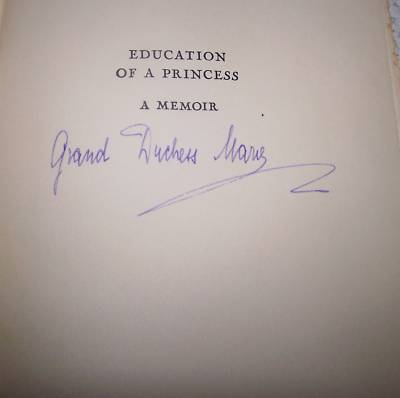 EDUCATION
OF A PRINCESS
A MEMOIR
Grand Duchess Marie